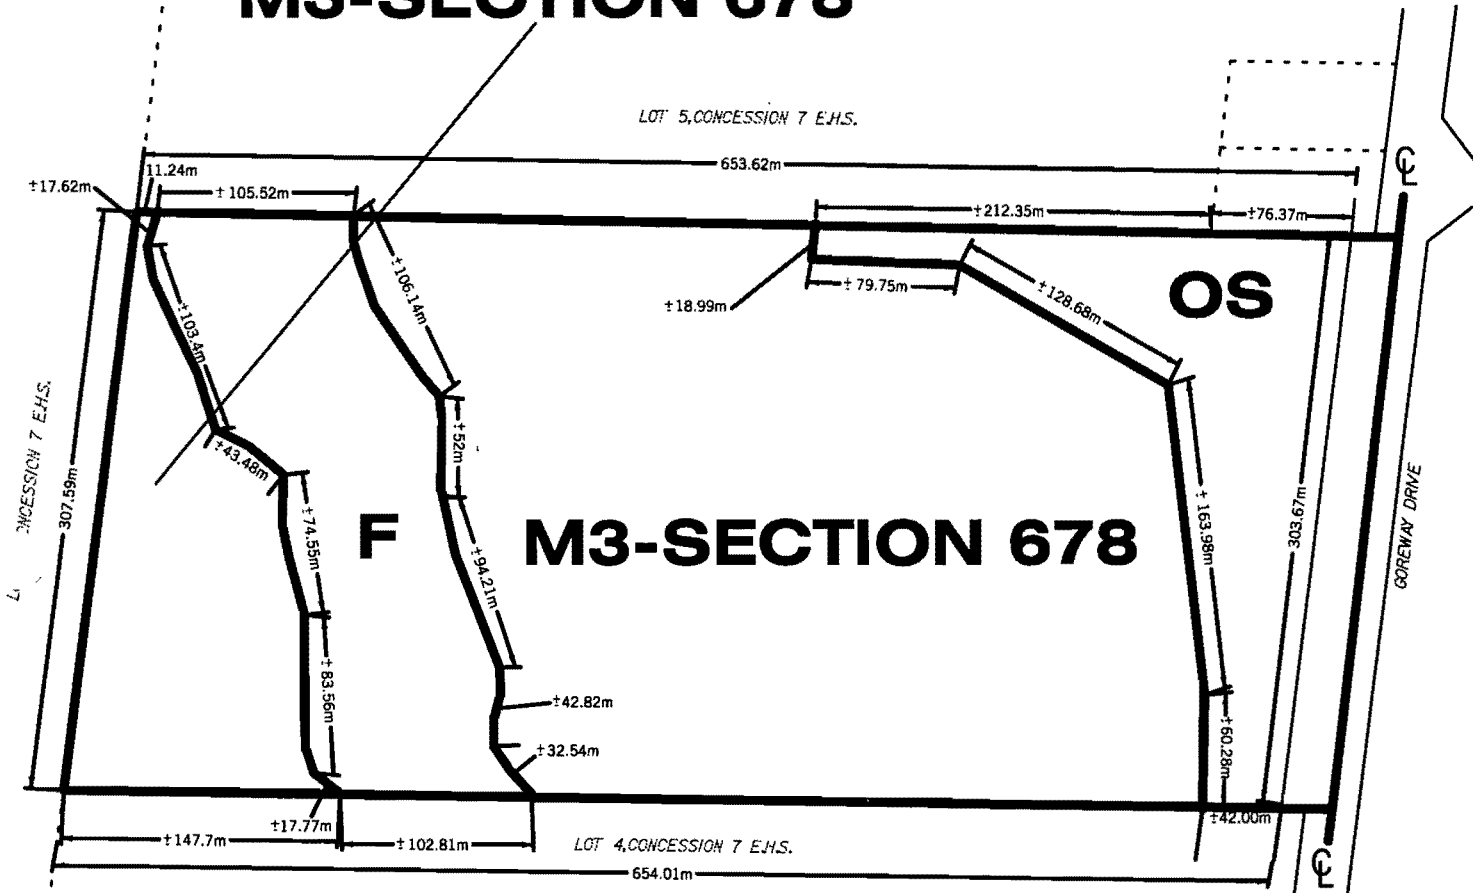 M3-SECTION 678
LOT 5,CONCESSION 7 E.H.S.
653.62m
11.24m
±17.62m
±105.52m
±212.35m
±76.37m
±106.14m
±18.99m
±79.75m
±128.68m
OS
±103.4m
±43.48m
±52m
307.59m
±74.55m
F
M3-SECTION 678
±163.98m
303.67m
GOREWAY DRIVE
CONCESSION 7 E.H.S.
±94.21m
±83.56m
±42.82m
±32.54m
±60.28m
±17.77m
±42.00m
±147.7m
±102.81m
LOT 4,CONCESSION 7 E.H.S.
654.01m